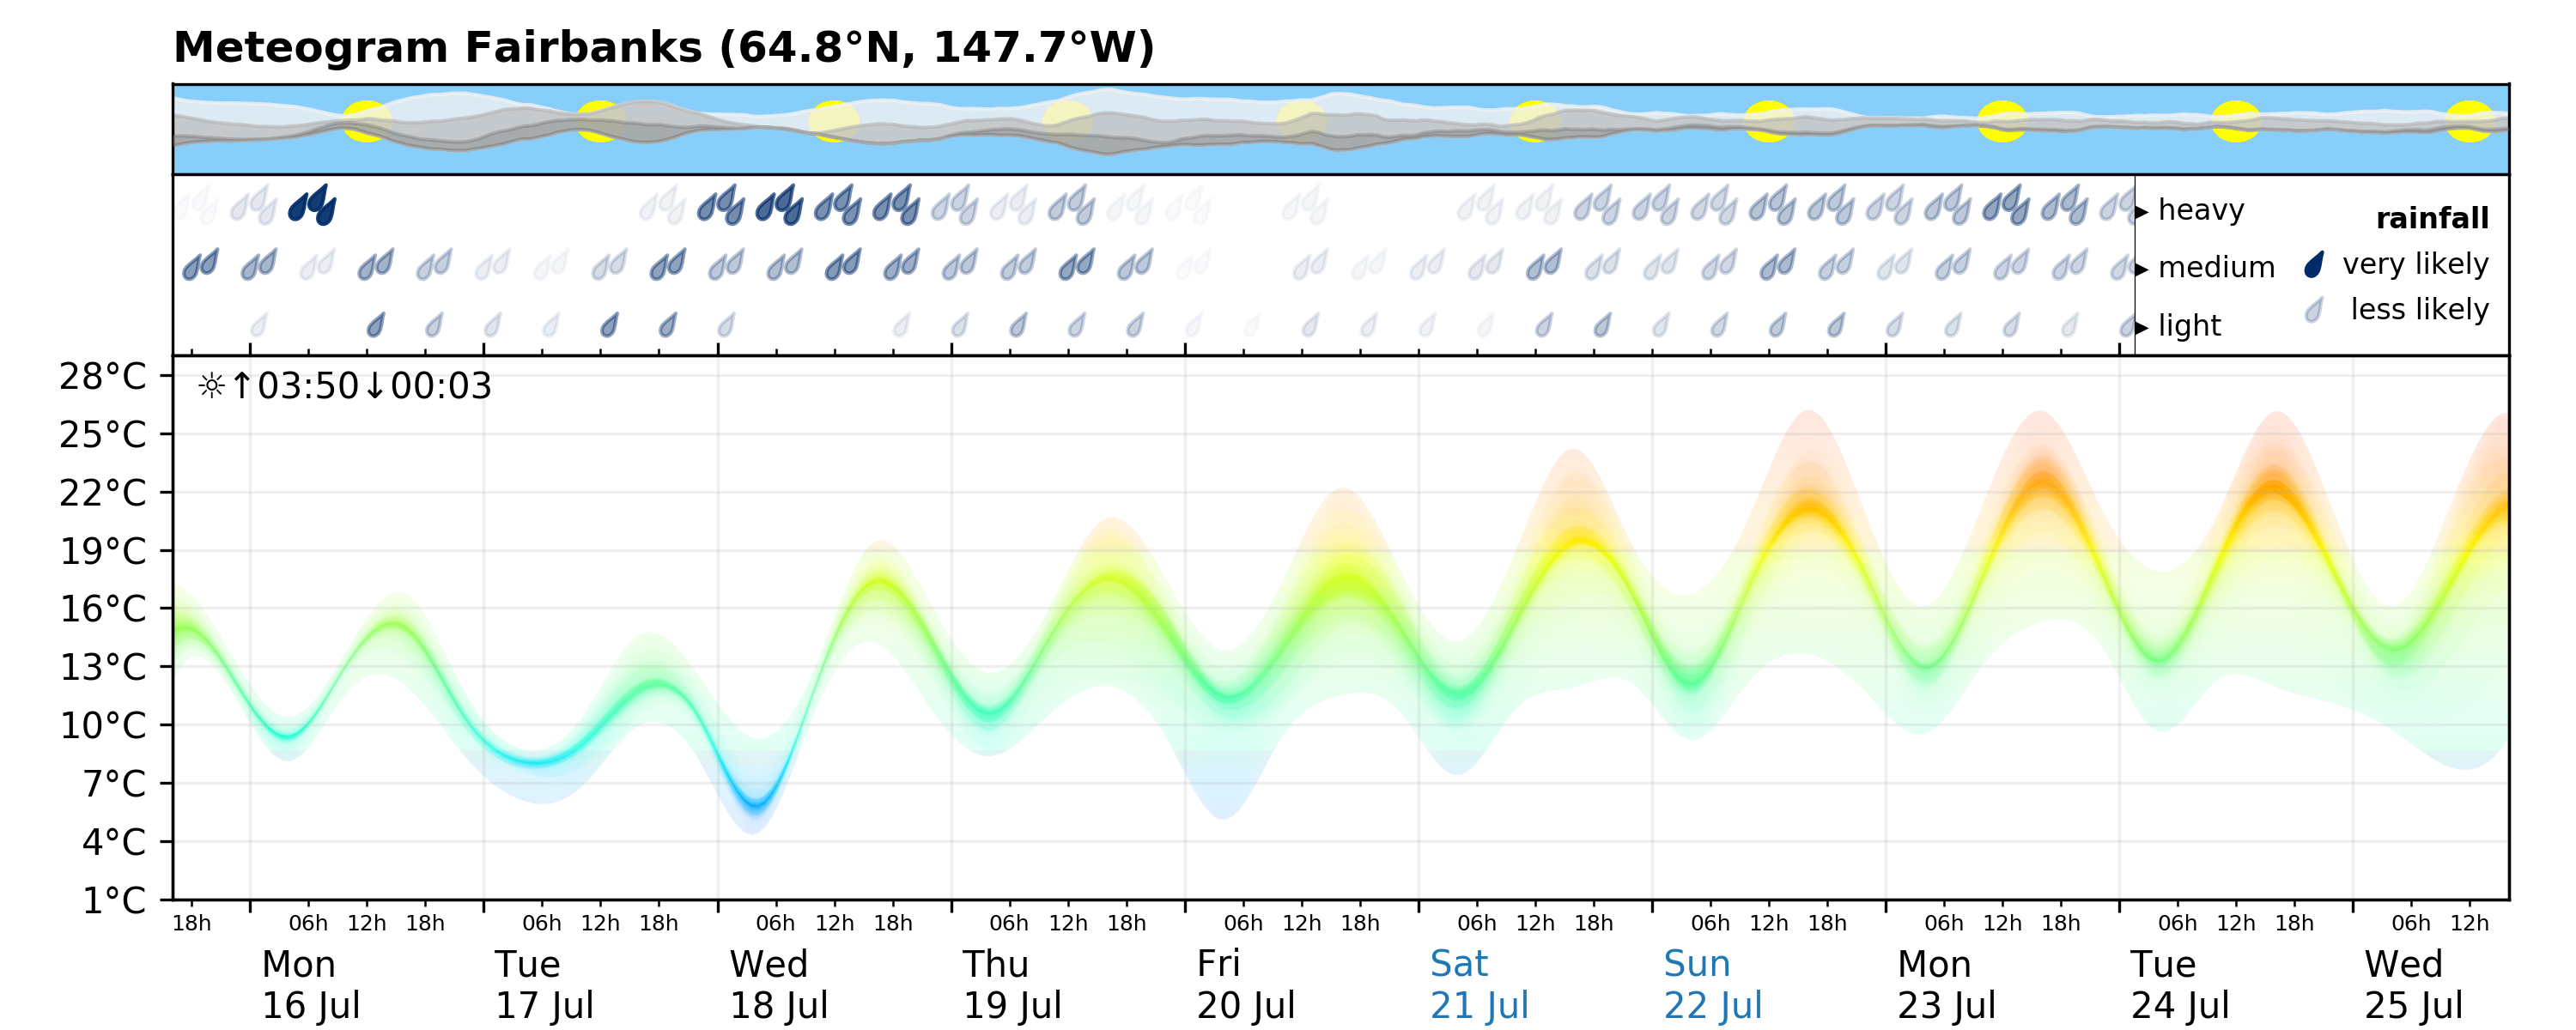 Meteogram Fairbanks (64.8°N, 147.7°W)
▸ heavy
rainfall
▸ medium
very likely
less likely
▸ light
☼↑03:50↓00:03
28°C
25°C
22°C
19°C
16°C
13°C
10°C
7°C
4°C
1°C
18h 06h 12h 18h 06h 12h 18h 06h 12h 18h 06h 12h 18h 06h 12h 18h 06h 12h 18h 06h 12h 18h 06h 12h 18h 06h 12h 18h 06h 12h
Mon Tue Wed Thu Fri Sat Sun Mon Tue Wed
16 Jul 17 Jul 18 Jul 19 Jul 20 Jul 21 Jul 22 Jul 23 Jul 24 Jul 25 Jul